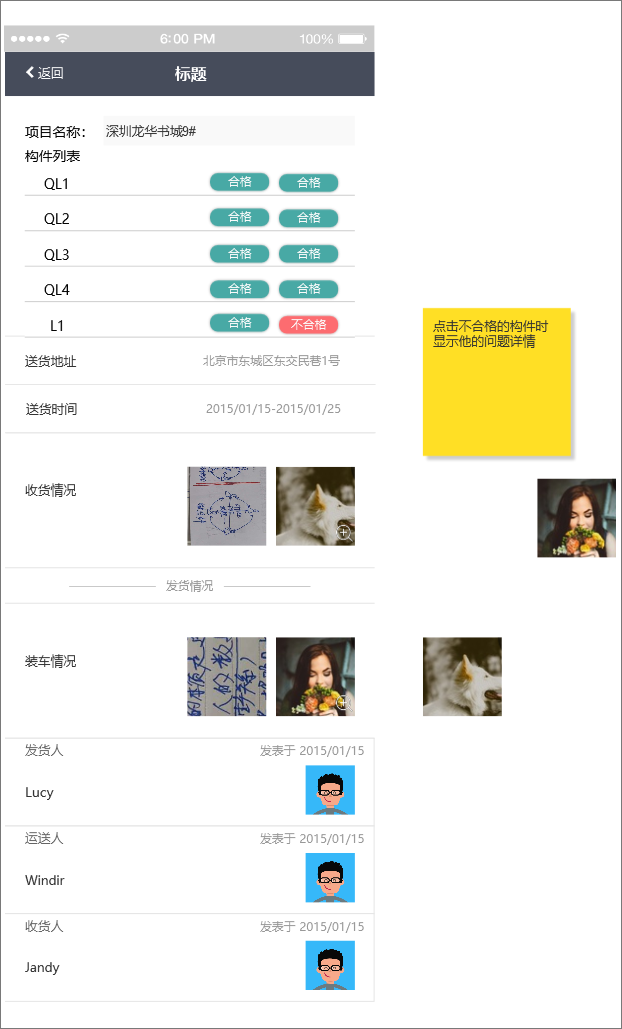 6:00 PM 100%
返回 标题
项目名称: 深圳龙华书城9#
构件列表
QL1 合格 合格
QL2 合格 合格
QL3 合格 合格
QL4 合格 合格
L1 合格 不合格
送货地址 北京市东城区东交民巷1号
送货时间 2015/01/15-2015/01/25
收货情况
发货情况
装车情况
发货人 发表于 2015/01/15
Lucy
运送人 发表于 2015/01/15
Windir
收货人 发表于 2015/01/15
Jandy
点击不合格的构件时
显示他的问题详情